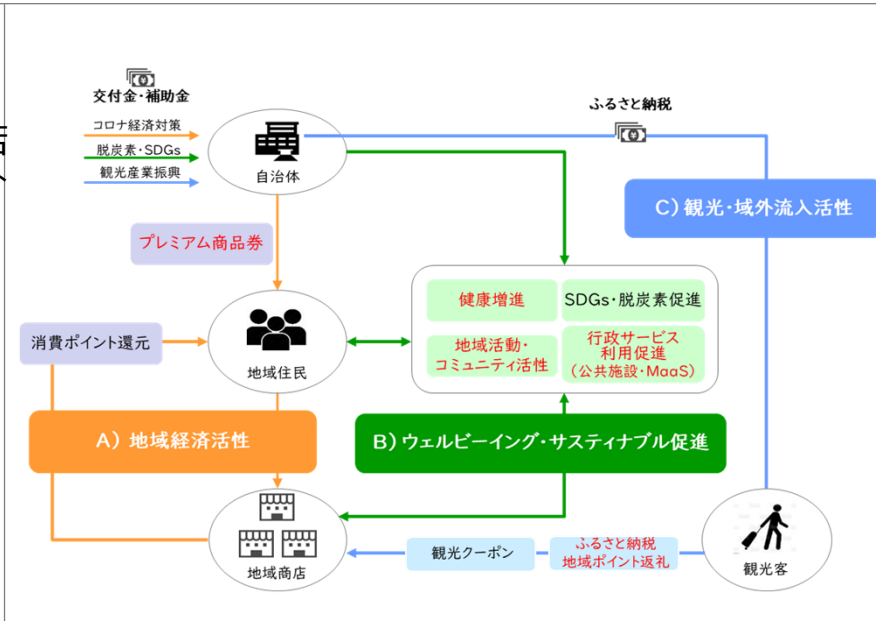 交付金・補助金
コロナ経済対策
脱炭素・SDGs
観光産業振興
自治体
ふるさと納税
C)観光・域外流入活性
プレミアム商品券
健康増進
SDGs・脱炭素促進
地域活動・
コミュニティ活性
行政サービス
利用促進
(公共施設・MaaS)
消費ポイント還元
地域住民
A) 地域経済活性
B)ウェルビーイング・サスティナブル促進
地域商店
観光クーポン
ふるさと納税
地域ポイント返礼
観光客